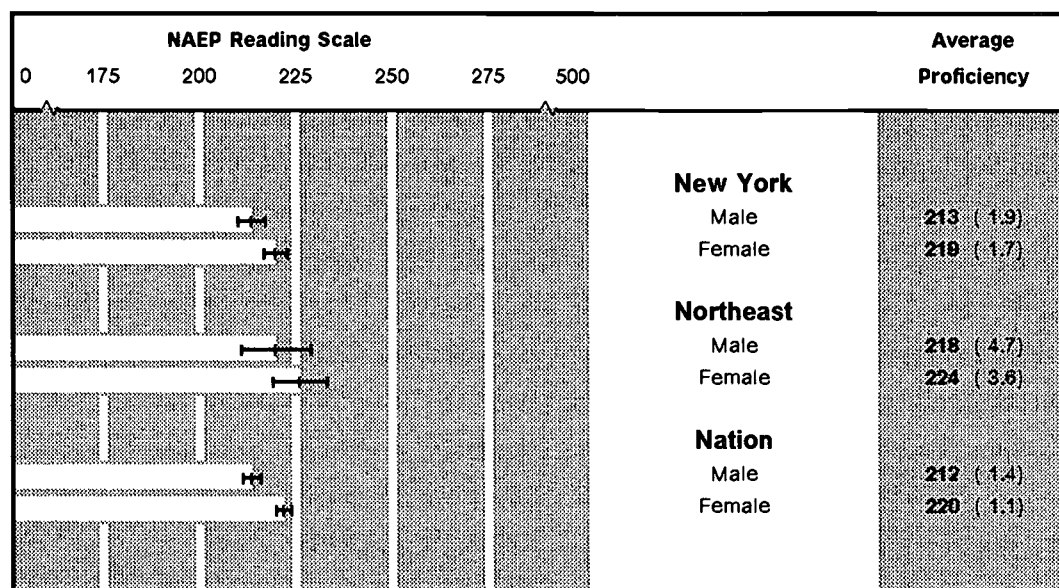 NAEP Reading Scale Average
0 175 200 225 250 275 500 Proficiency
New York
Male 213 ( 1.9)
Female 219 ( 1.7)
Northeast
Male 218 ( 4.7)
Female 224 ( 3.6)
Nation
Male 212 ( 1.4)
Female 220 ( 1.1)